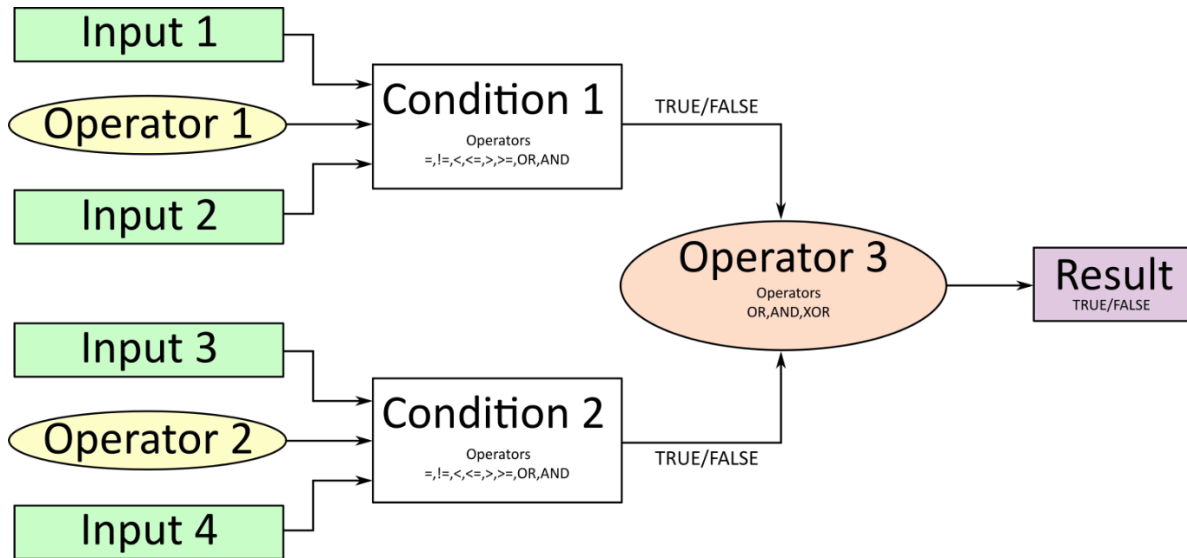 Input 1
Operator 1
Input 2
Condition 1
Operators
=,!=,<,<=,>,>=,OR,AND
TRUE/FALSE
Operator 3
Operators
OR,AND,XOR
Result
TRUE/FALSE
Input 3
Operator 2
Input 4
Condition 2
Operators
=,!=,<,<=,>,>=,OR,AND
TRUE/FALSE